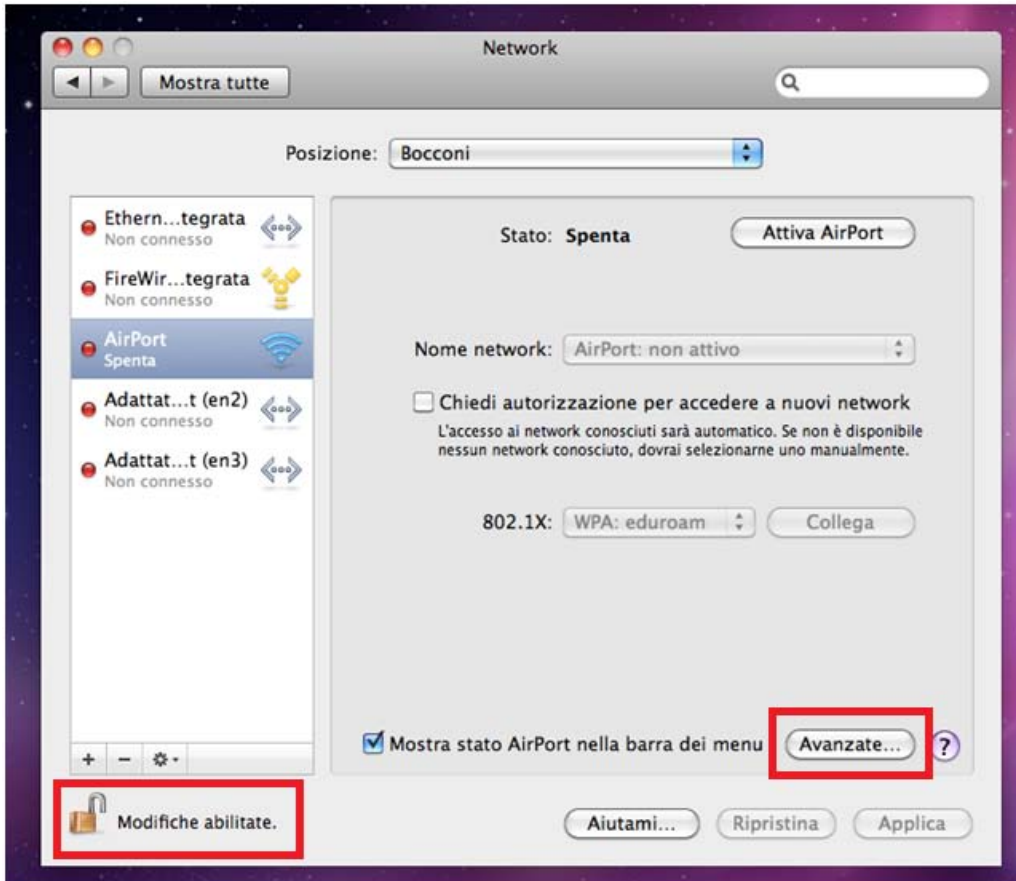 Network
Mostra tutte
Posizione: Bocconi
Ethern...tegrata
Non connesso
FireWir...tegrata
Non connesso
AirPort
Spenta
Adattat...t (en2)
Non connesso
Adattat...t (en3)
Non connesso
Stato: Spenta
Attiva AirPort
Nome network: AirPort: non attivo
Chiedi autorizzazione per accedere a nuovi network
L'accesso ai network conosciuti sarà automatico. Se non è disponibile
nessun network conosciuto, dovrai selezionarne uno manualmente.
802.1X: WPA: eduroam Collega
Mostra stato AirPort nella barra dei menu Avanzate... ?
Modifiche abilitate.
Aiutami... Ripristina Applica